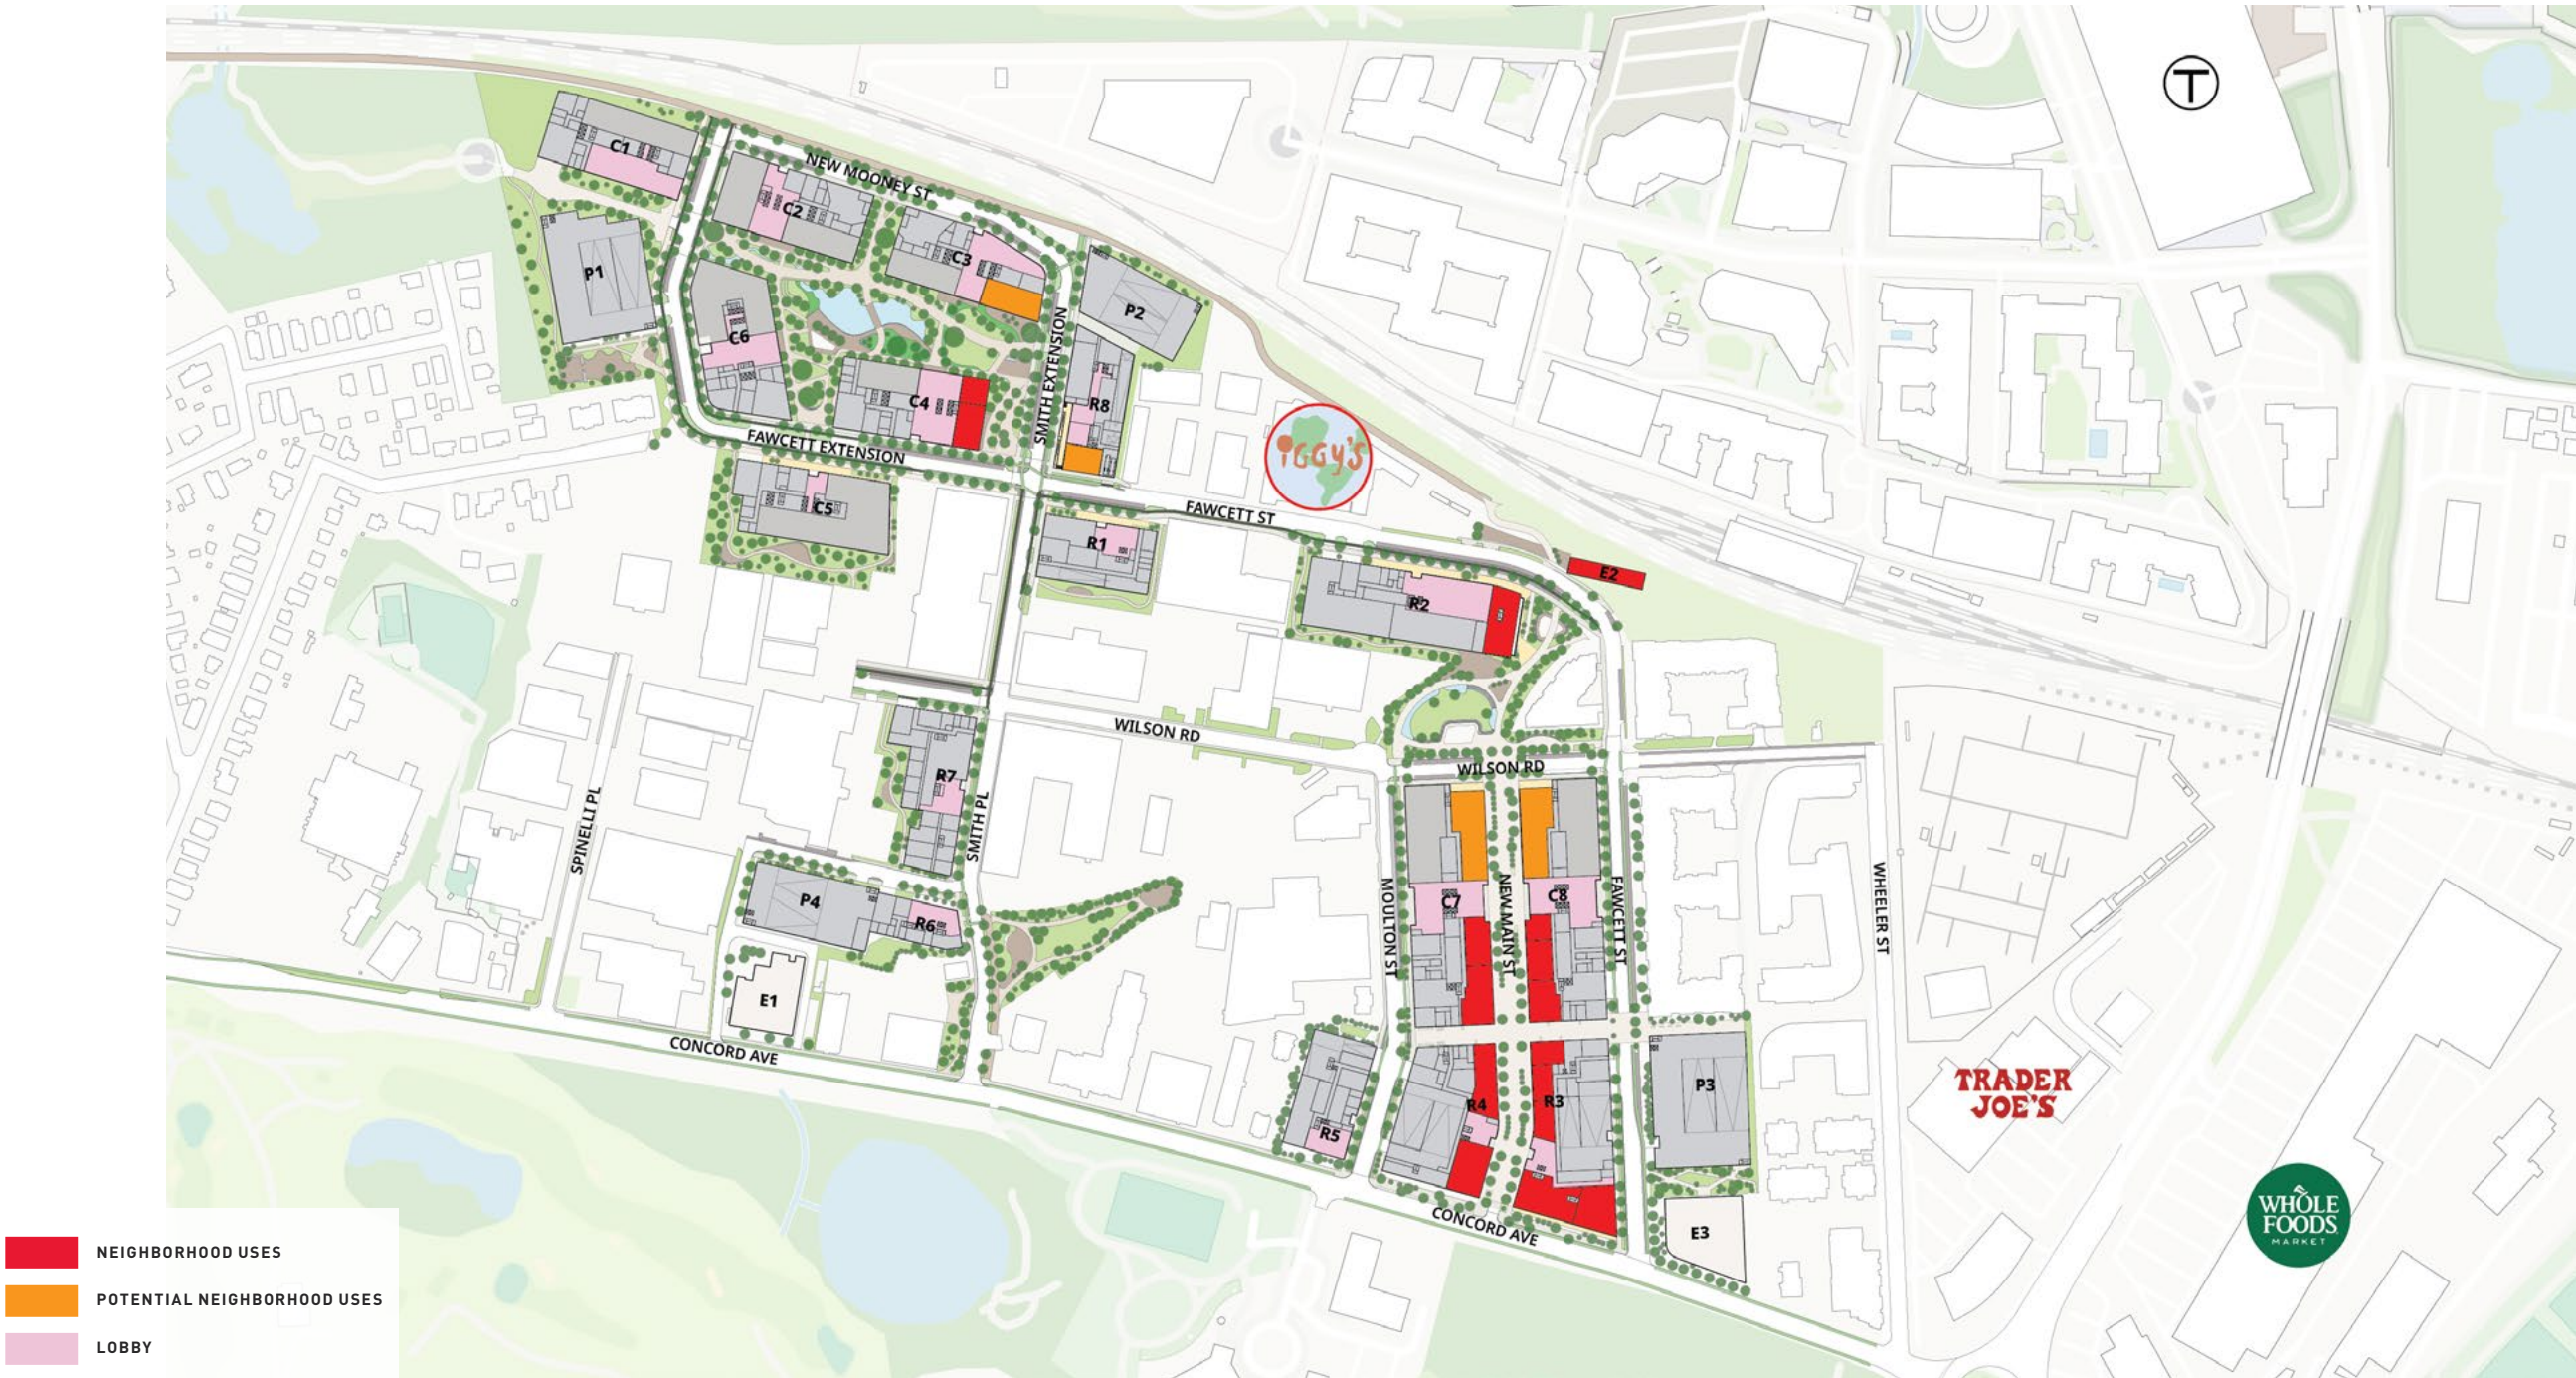 T
C1
NEW MOONEY ST
C2
C3
P1
P2
C6
SMITH EXTENSION
C4
R8
FAWCETT EXTENSION
iGGy's
C5
FAWCETT ST
R1
E2
R2
WILSON RD
WILSON RD
R7
SPINELLI PL
SMITH PL
P4
R6
MOULTON ST
C7
NEW MAIN ST
C8
FAWCETT ST
WHEELER ST
E1
CONCORD AVE
R4
R3
P3
R5
TRADER
JOE'S
WHOLE
FOODS
MARKET
CONCORD AVE
E3
NEIGHBORHOOD USES
POTENTIAL NEIGHBORHOOD USES
LOBBY